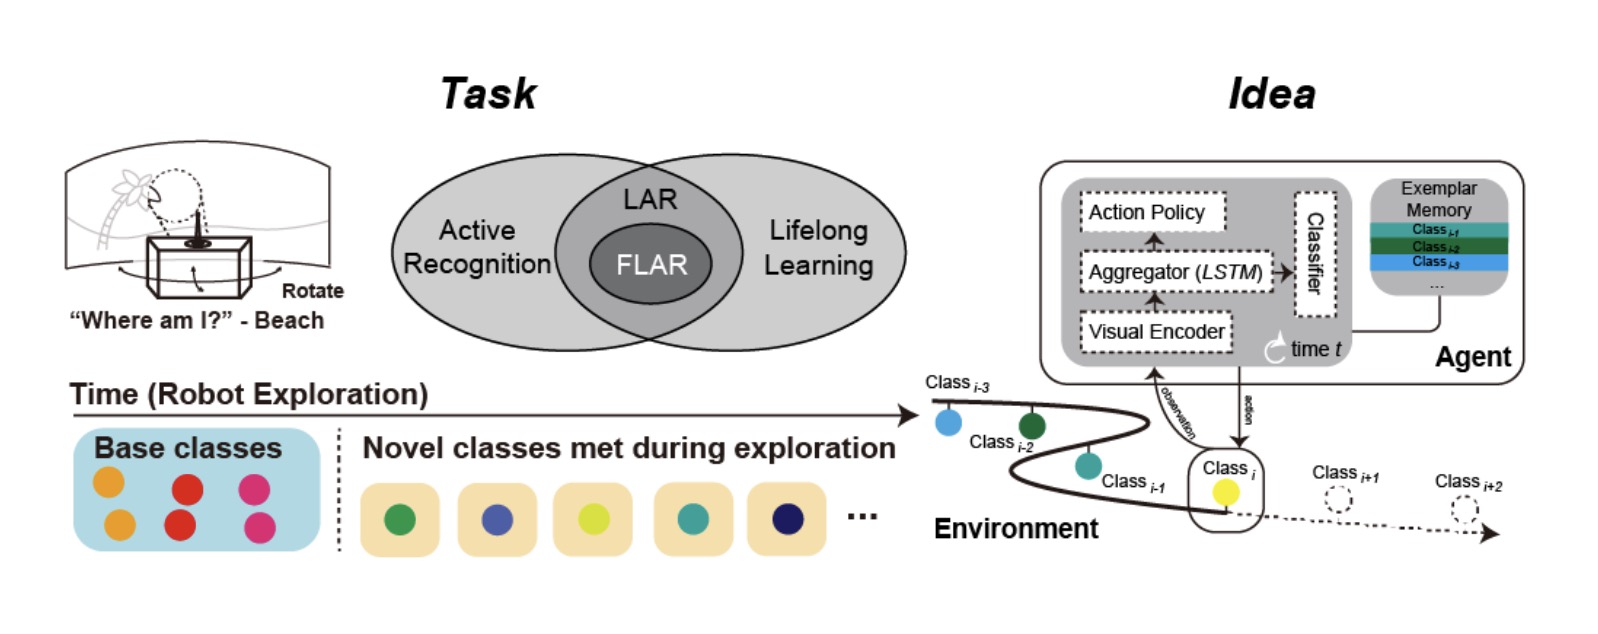 Task
“Where am I?” - Beach
Rotate
Active
Recognition
LAR
FLAR
Lifelong
Learning
Time (Robot Exploration)
Base classes
Novel classes met during exploration
...
Idea
Action Policy
Aggregator (LSTM)
Visual Encoder
Classifier
time t
Exemplar
Memory
Class i-1
Class i-2
Class i-3
...
Agent
observation
action
Class i-3
Class i-2
Class i-1
Class i
Class i+1
Class i+2
Environment